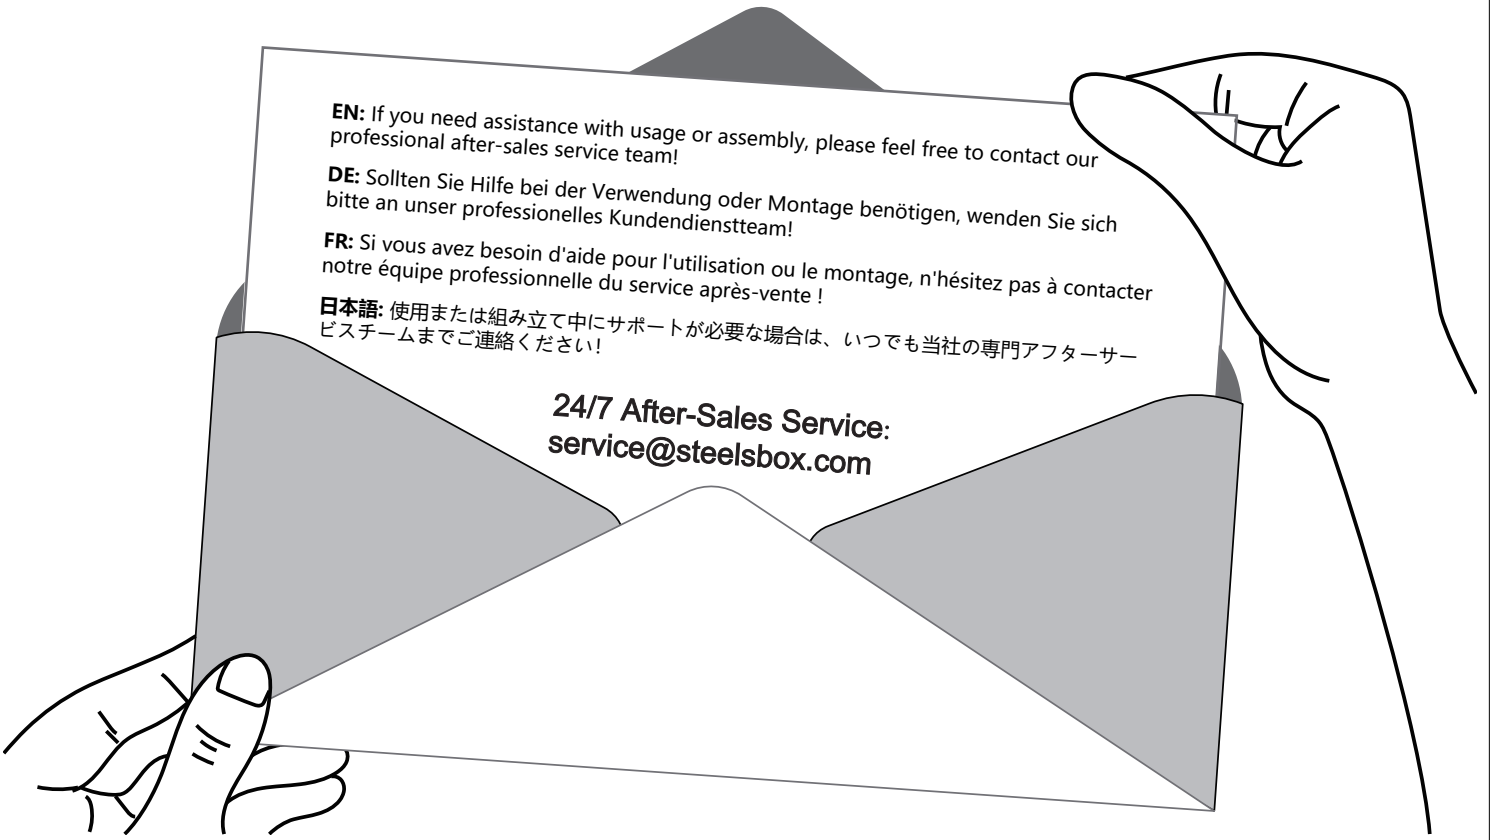 EN: If you need assistance with usage or assembly, please feel free to contact our
professional after-sales service team!
DE: Sollten Sie Hilfe bei der Verwendung oder Montage benötigen, wenden Sie sich
bitte an unser professionelles Kundendienstteam!
FR: Si vous avez besoin d'aide pour l'utilisation ou le montage, n'hésitez pas à contacter
notre équipe professionnelle du service après-vente !
日本語: 使用または組み立て中にサポートが必要な場合は、いつでも当社の専門アフターサー
ビスチームまでご連絡ください!
24/7 After-Sales Service:
service@steelsbox.com